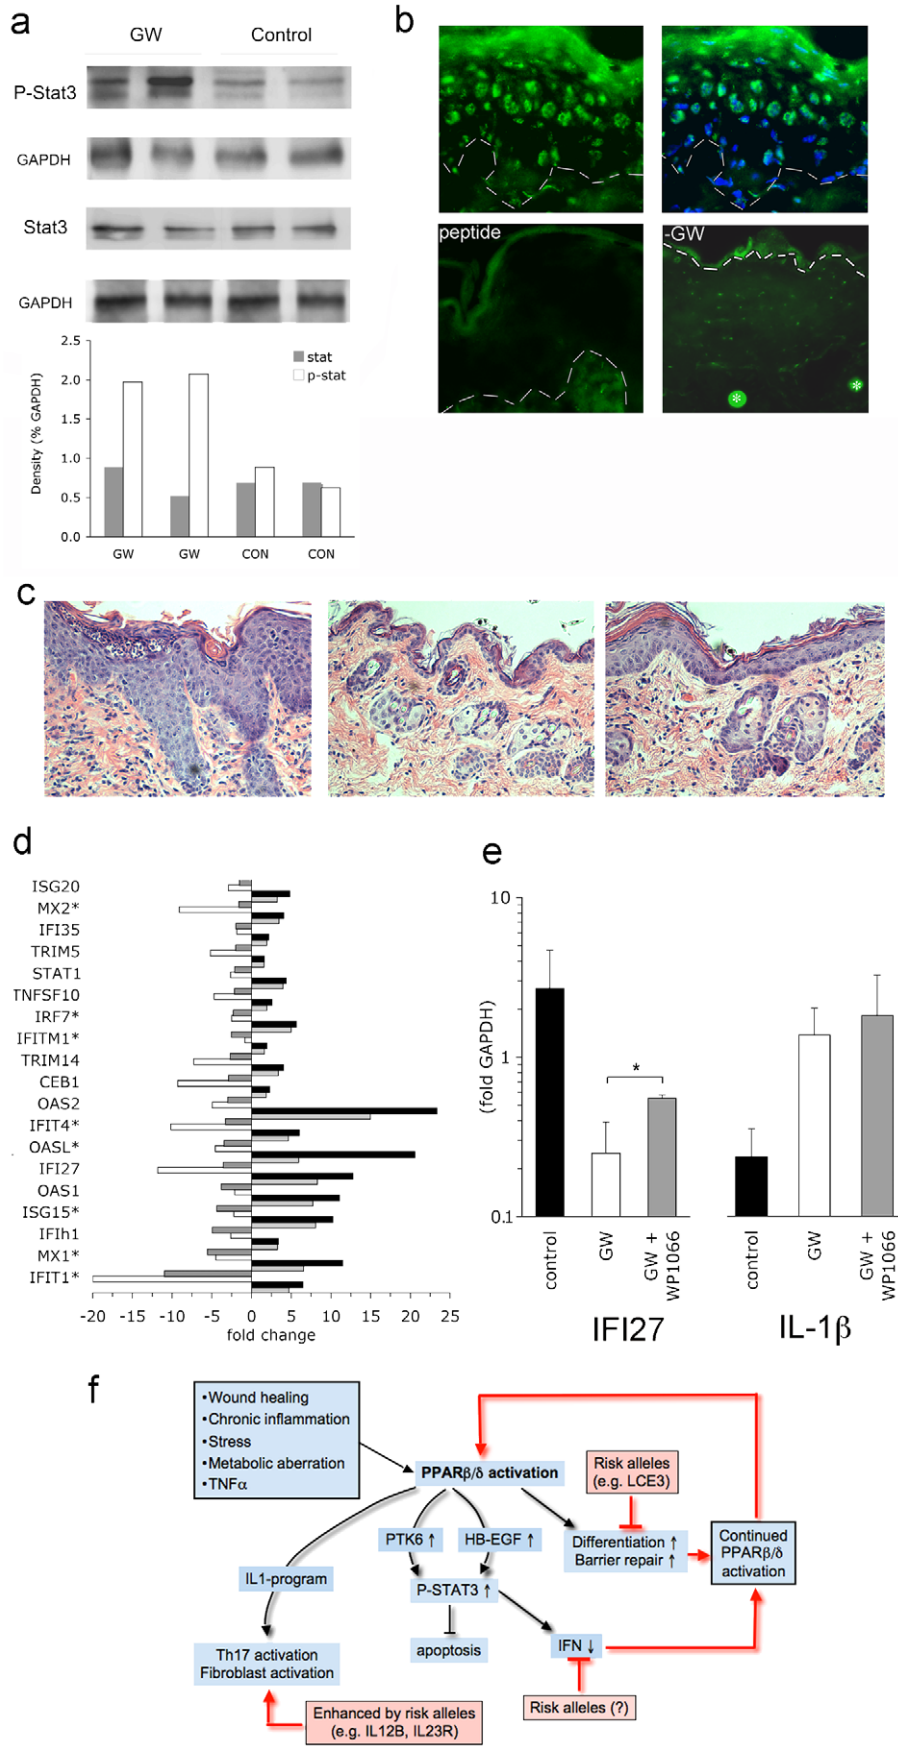 a
GW Control
P-Stat3
GAPDH
Stat3
GAPDH
2.5
2.0
1.0
0.5
0.0
Density (% GAPDH)
stat
p-stat
GW GW CON CON
b
peptide
-GW
*
*
c
d
ISG20
MX2*
IFI35
TRIM5
STAT1
TNFSF10
IRF7*
IFITM1*
TRIM14
CEB1
OAS2
IFIT4*
OASL*
IFI27
OAS1
ISG15*
IFIh1
MX1*
IFIT1*
-20 -15 -10 -5 0 5 10 15 20 25
fold change
e
10
1
0.1
(fold GAPDH)
*
control
GW
GW +
WP1066
control
GW
GW +
WP1066
IFI27
IL-1β
f
•Wound healing
•Chronic inflammation
•Stress
•Metabolic aberration
•TNFα
PPARβ/δ activation
Risk alleles
(e.g. LCE3)
PTK6 ↑
HB-EGF ↑
Differentiation ↑
Barrier repair ↑
Continued
PPARβ/δ
activation
IL1-program
P-STAT3 ↑
Th17 activation
Fibroblast activation
apoptosis
IFN ↓
Enhanced by risk alleles
(e.g. IL12B, IL23R)
Risk alleles (?)